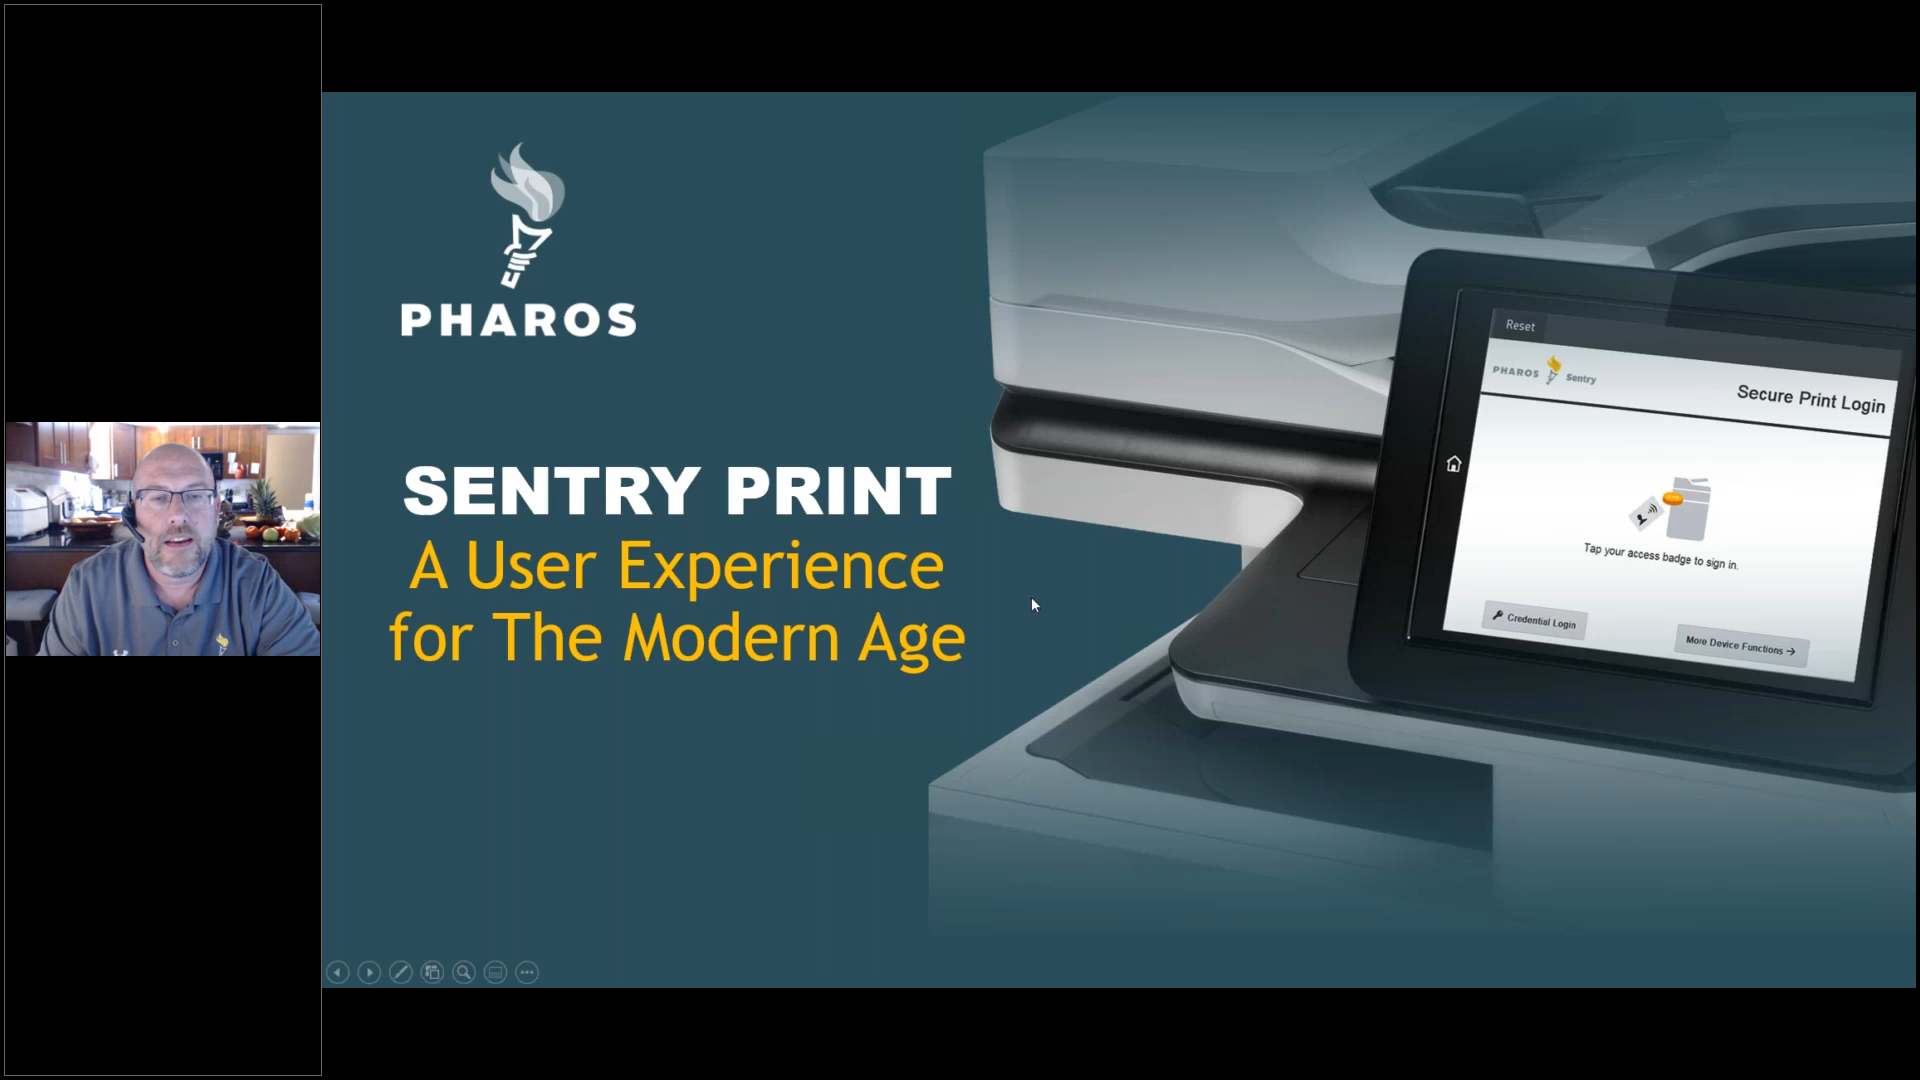 PHAROS
SENTRY PRINT
A User Experience
for The Modern Age
Reset
PHAROS Sentry
Secure Print Login
Tap your access badge to sign in.
Credential Login
More Device Functions →